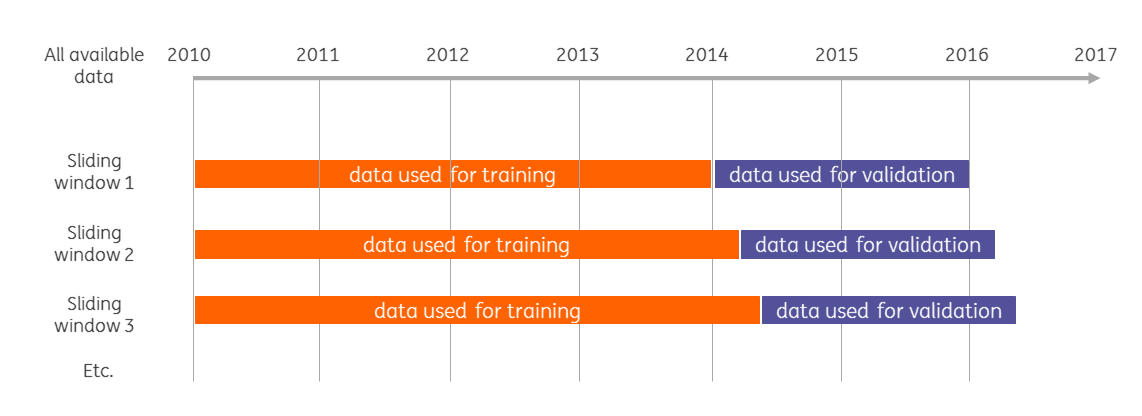 All available
data
2010 2011 2012 2013 2014 2015 2016 2017
Sliding
window 1
data used for training data used for validation
Sliding
window 2
data used for training data used for validation
Sliding
window 3
data used for training data used for validation
Etc.